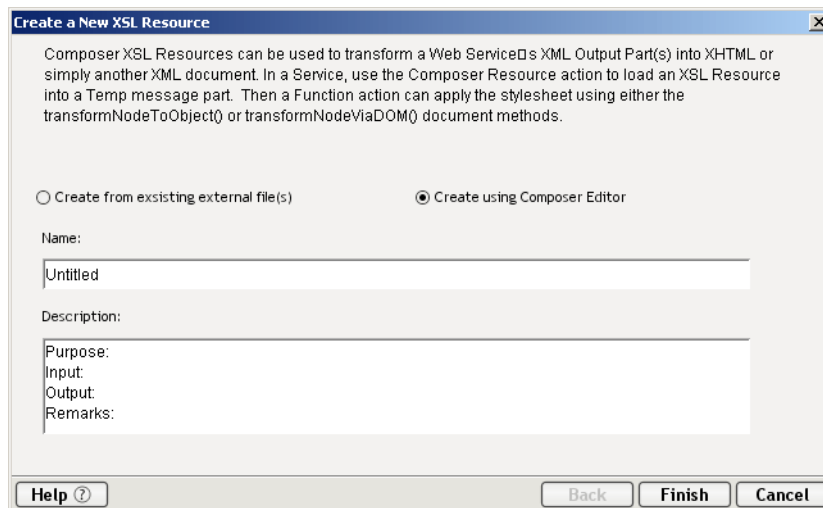 Create a New XSL Resource
Composer XSL Resources can be used to transform a Web Service□s XML Output Part(s) into XHTML or
simply another XML document. In a Service, use the Composer Resource action to load an XSL Resource
into a Temp message part.  Then a Function action can apply the stylesheet using either the
transformNodeToObject() or transformNodeViaDOM() document methods.
Create from exsisting external file(s)
Create using Composer Editor
Name:
Untitled
Description:
Purpose:
Input:
Output:
Remarks:
Help ?
Back
Finish
Cancel